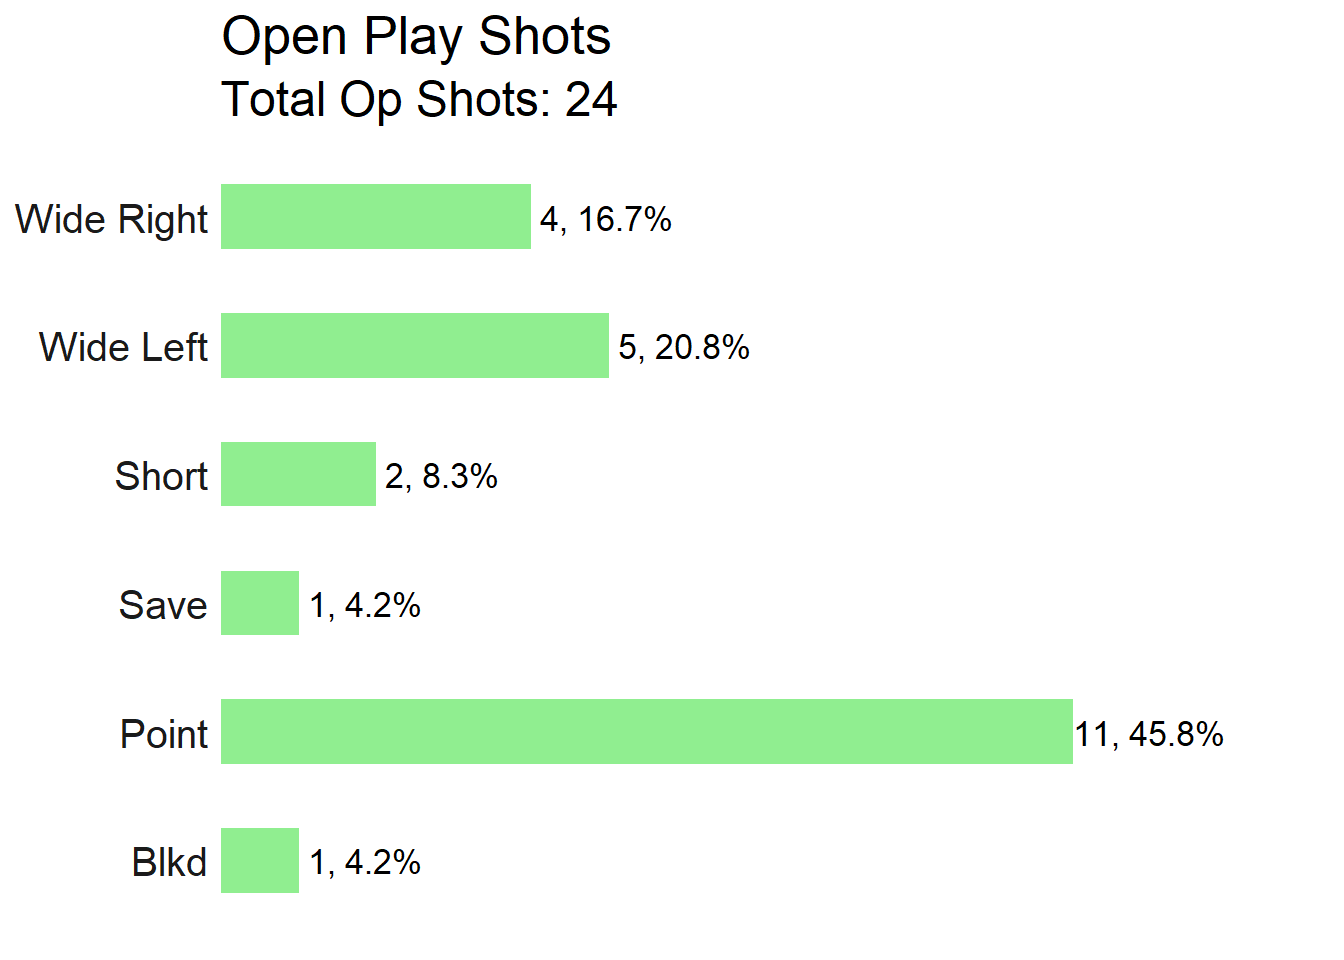 Open Play Shots
Total Op Shots: 24
Wide Right 4, 16.7%
Wide Left 5, 20.8%
Short 2, 8.3%
Save 1, 4.2%
Point 11, 45.8%
Blkd 1, 4.2%